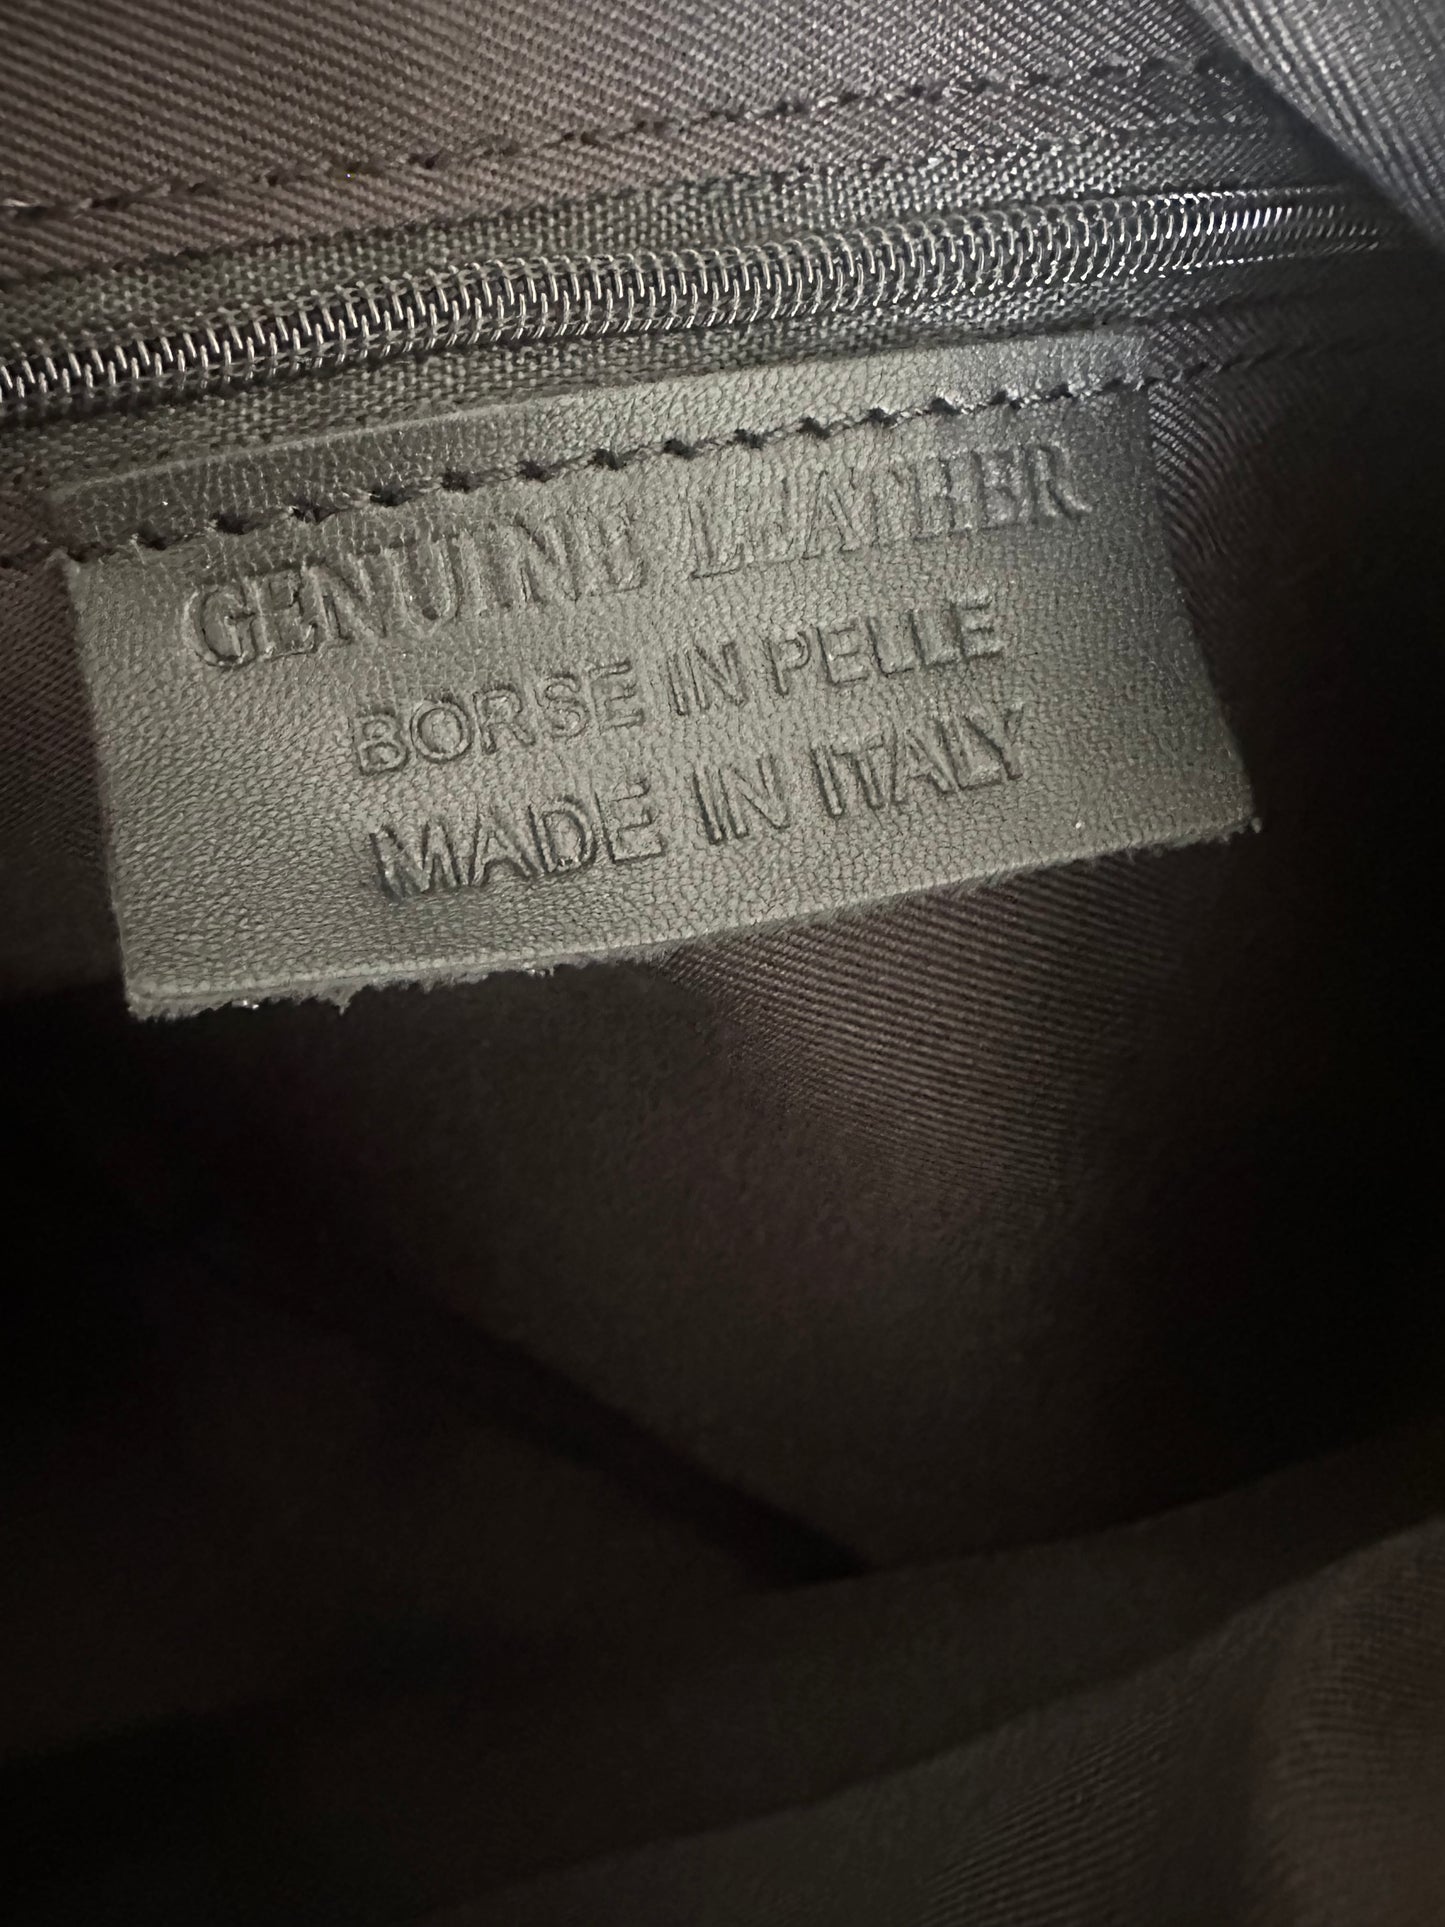 GENUINE LEATHER
BORSE IN PELLE
MADE IN ITALY